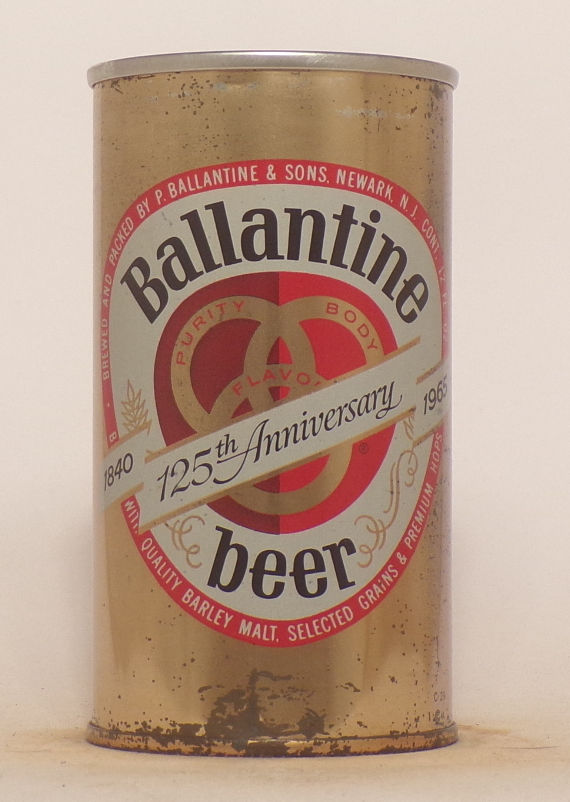 BREWED AND PACKED BY P. BALLANTINE & SONS, NEWARK, N.J. CONT. 12 FL.
Ballantine
PURITY BODY
FLAVOR
1840 125th Anniversary 1965
®
beer
WITH QUALITY BARLEY MALT, SELECTED GRAINS & PREMIUM HOPS